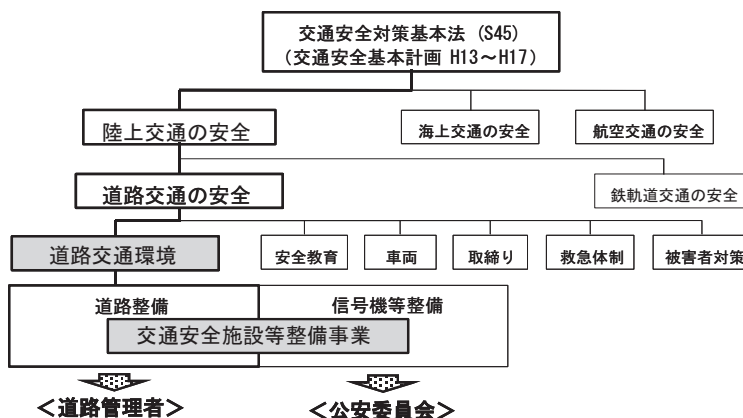 交通安全対策基本法（S45）
（交通安全基本計画 H13～H17）
陸上交通の安全
海上交通の安全
航空交通の安全
道路交通の安全
鉄軌道交通の安全
道路交通環境
安全教育
車両
取締り
救急体制
被害者対策
道路整備
信号機等整備
交通安全施設等整備事業
＜道路管理者＞
＜公安委員会＞